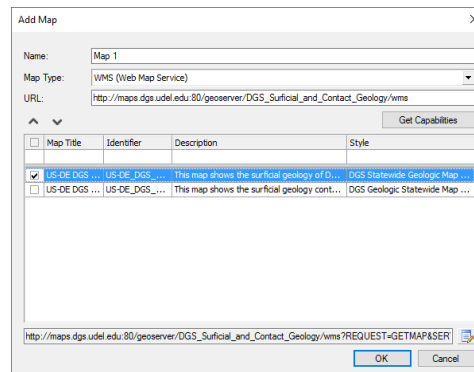 Add Map
Name: Map 1
Map Type: WMS (Web Map Service)
URL: http://maps.dgs.udel.edu:80/geoserver/DGS_Surficial_and_Contact_Geology/wms
Get Capabilities
Map Title Identifier Description Style
US-DE DGS ... US-DE_DGS_... This map shows the surficial geology of D... DGS Statewide Geologic Map ...
US-DE DGS ... US-DE_DGS_... This map shows the surficial geology cont... DGS Geologic Statewide Map ...
http://maps.dgs.udel.edu:80/geoserver/DGS_Surficial_and_Contact_Geology/wms?REQUEST=GETMAP&SER
OK Cancel